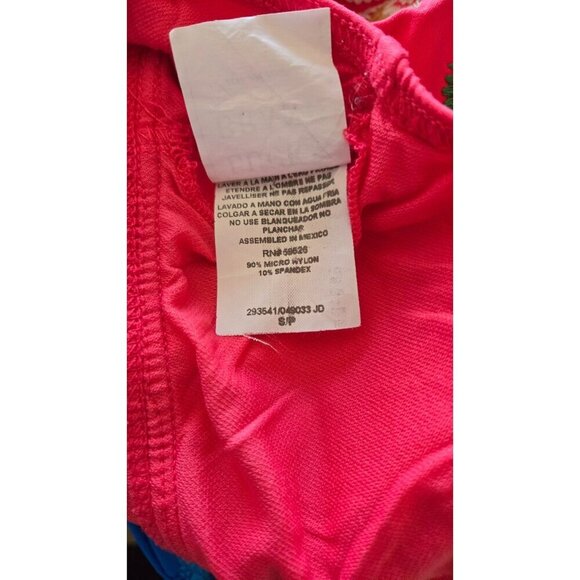 LAVER A LA MAIN A L'EAU FROIDE
ETENDRE A L'OMBRE NE PAS
JAVELLISER NE PAS REPASSER
LAVADO A MANO CON AGUA FRIA
COLGAR A SECAR EN LA SOMBRA
NO USE BLANQUEADOR NO
PLANCHAR
ASSEMBLED IN MEXICO
RN# 59526
90% MICRO NYLON
10% SPANDEX
293541/049033 JD
S/P